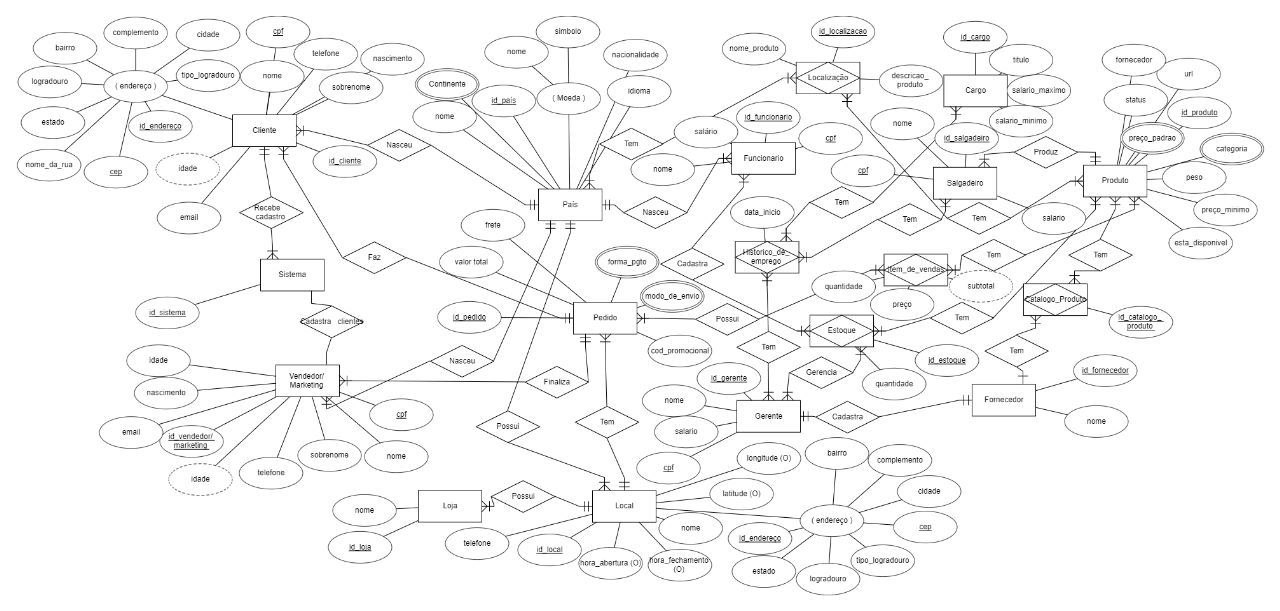 complemento
bairro
cidade
cpf
telefone
nascimento
logradouro
( endereço )
tipo_logradouro
nome
sobrenome
estado
id_endereço
Cliente
nome_da_rua
cep
idade
id_cliente
email
Nasceu
Recebe
cadastro
Faz
Sistema
id_sistema
Cadastra
clientes
símbolo
nome
nacionalidade
Continente
id_pais
( Moeda )
idioma
nome
País
Tem
Nasceu
frete
valor total
forma_pgto
modo_de_envio
id_pedido
Pedido
Possui
cod_promocional
Nasceu
Finaliza
idade
nascimento
Vendedor/
Marketing
cpf
email
id_vendedor/
marketing
nome
sobrenome
idade
telefone
id_localizacao
nome_produto
Localização
descricao_
produto
id_cargo
titulo
Cargo
salario_maximo
salario_minimo
salário
id_funcionario
cpf
Funcionario
nome
nome
id_salgadeiro
cpf
Salgadeiro
salario
Produz
fornecedor
url
status
id_produto
preço_padrao
categoria
Produto
peso
preço_minimo
esta_disponivel
Tem
Tem
Tem
data_inicio
Historico_de
emprego
Cadastra
quantidade
item_de_vendas
Tem
subtotal
preço
Tem
Tem
Catalogo_Produto
id_catalogo_
produto
Estoque
id_estoque
quantidade
Tem
Gerencia
Tem
id_fornecedor
Fornecedor
nome
id_gerente
nome
Gerente
salario
cpf
Cadastra
Possui
Tem
Loja
nome
id_loja
Possui
Local
longitude (O)
latitude (O)
nome
telefone
id_local
hora_abertura (O)
hora_fechamento
(O)
bairro
complemento
cidade
( endereço )
cep
id_endereço
estado
logradouro
tipo_logradouro